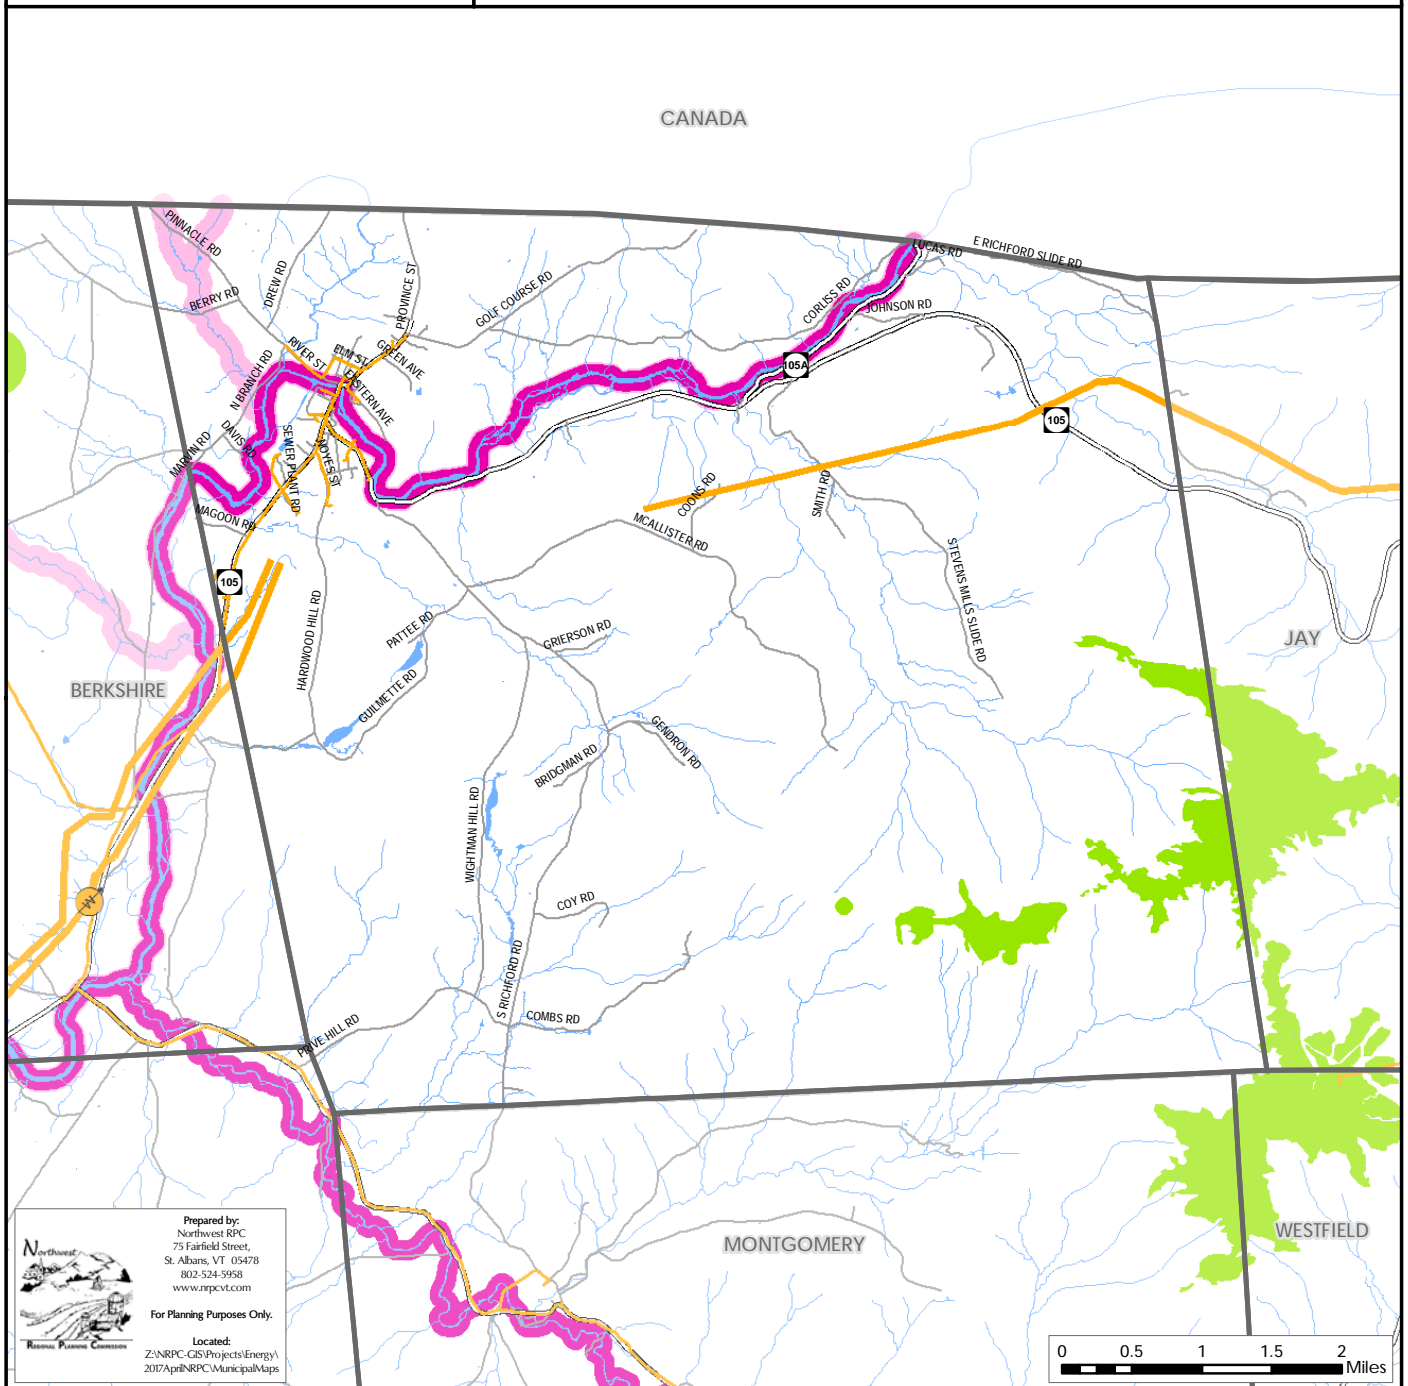 CANADA
PINNACLE RD
BERRY RD
DREW RD
PROVINCE ST
GOLF COURSE RD
LUCAS RD
E RICHFORD SLIDE RD
CORLISS RD
JOHNSON RD
RIVER ST
ELM ST
GREEN AVE
EASTERN AVE
N BRANCH RD
105A
105
DAVIS RD
MARVIN RD
SEWER PLANT RD
NOYES ST
MAGOON RD
COONS RD
SMITH RD
MCALLISTER RD
STEVENS MILLS SLIDE RD
105
HARDWOOD HILL RD
PATTEE RD
GRIERSON RD
JAY
BERKSHIRE
GUILMETTE RD
GENDRON RD
BRIDGMAN RD
WIGHTMAN HILL RD
W
COY RD
S RICHFORD RD
COMBS RD
PRIVE HILL RD
MONTGOMERY
WESTFIELD
Northwest
REGIONAL PLANNING COMMISSION
Prepared by:
Northwest RPC
75 Fairfield Street,
St. Albans, VT 05478
802-524-5958
www.nrpcvt.com
For Planning Purposes Only.
Located:
Z:\NRPC-GIS\Projects\Energy\
2017AprilNRPC\MunicipalMaps
0 0.5 1 1.5 2
Miles